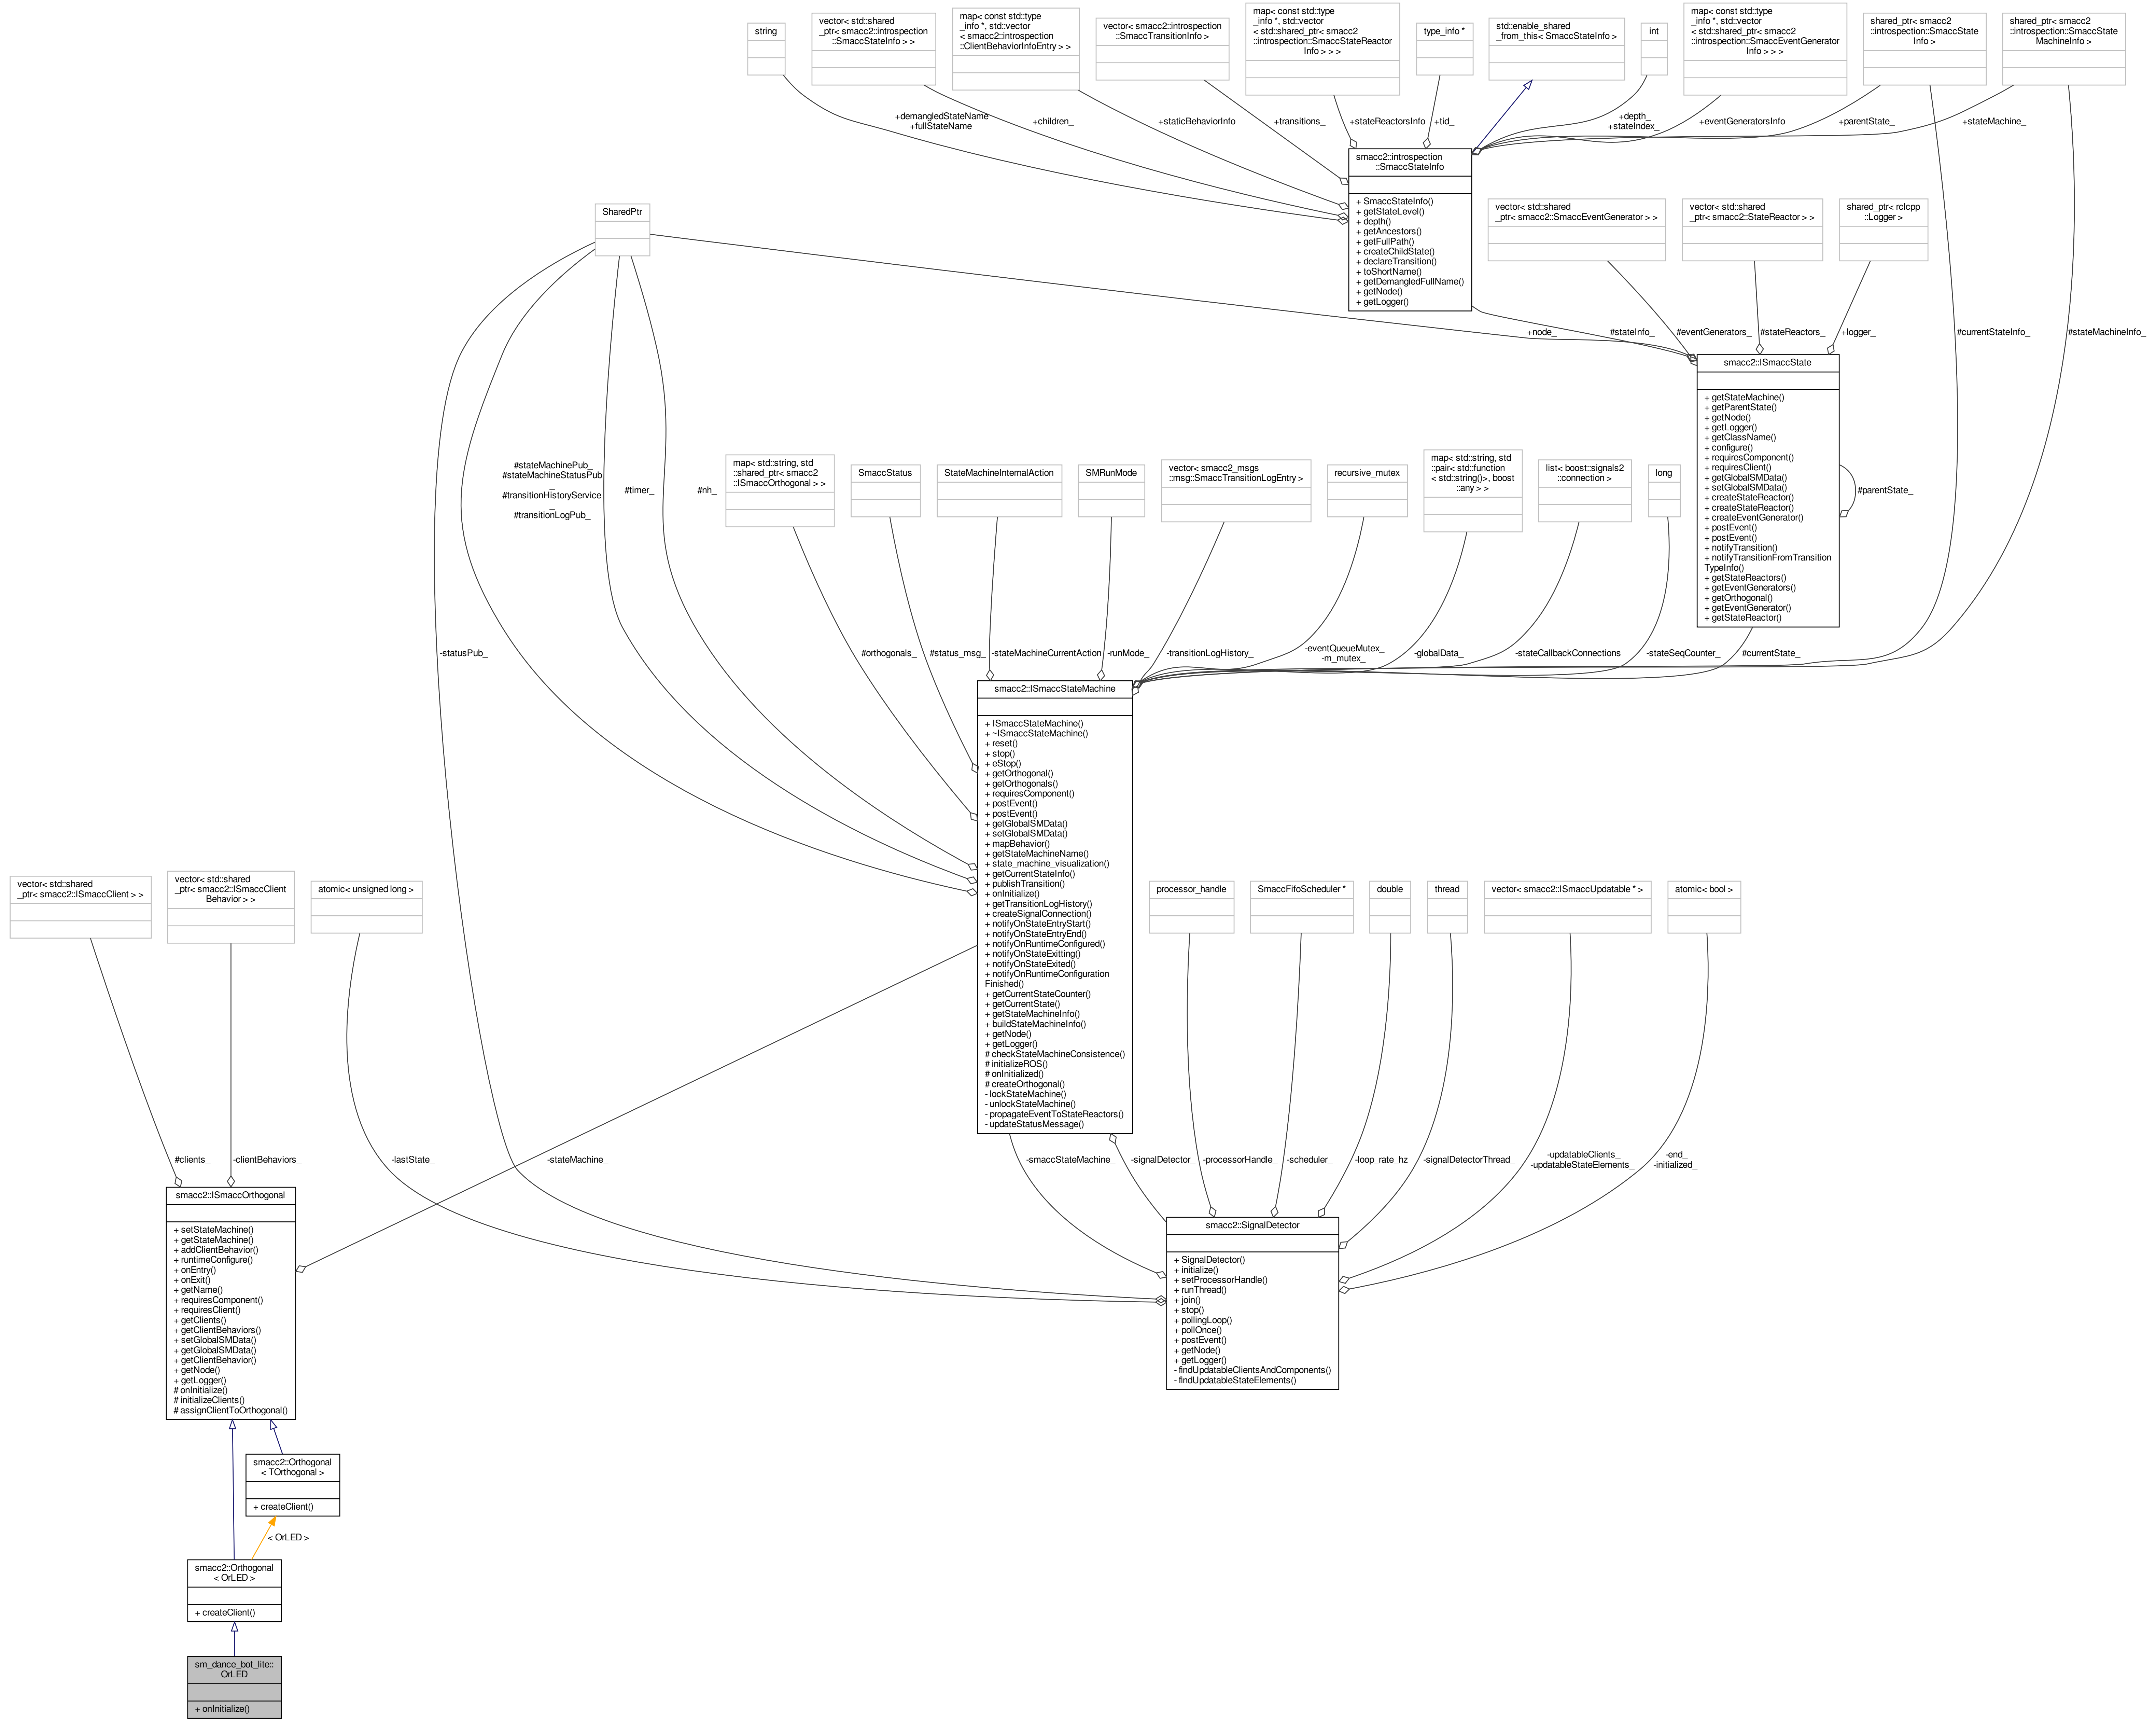 string
vector< std::shared
_ptr< smacc2::introspection
::SmaccStateInfo > >
map< const std::type
_info *, std::vector
< smacc2::introspection
::ClientBehaviorInfoEntry > >
vector< smacc2::introspection
::SmaccTransitionInfo >
map< const std::type
_info *, std::vector
< std::shared_ptr< smacc2
::introspection::SmaccStateReactor
Info > > >
type_info *
std::enable_shared
_from_this< SmaccStateInfo >
int
map< const std::type
_info *, std::vector
< std::shared_ptr< smacc2
::introspection::SmaccEventGenerator
Info > > >
shared_ptr< smacc2
::introspection::SmaccState
Info >
shared_ptr< smacc2
::introspection::SmaccState
MachineInfo >
+demangledStateName
+fullStateName
+children_
+staticBehaviorInfo
+transitions_
+stateReactorsInfo
+tid_
+depth_
+stateIndex_
+eventGeneratorsInfo
+parentState_
+stateMachine_
smacc2::introspection
::SmaccStateInfo
+ SmaccStateInfo()
+ getStateLevel()
+ depth()
+ getAncestors()
+ getFullPath()
+ createChildState()
+ declareTransition()
+ toShortName()
+ getDemangledFullName()
+ getNode()
+ getLogger()
SharedPtr
vector< std::shared
_ptr< smacc2::SmaccEventGenerator > >
vector< std::shared
_ptr< smacc2::StateReactor > >
shared_ptr< rclcpp
::Logger >
+node_
#stateInfo_
#eventGenerators_
#stateReactors_
+logger_
#currentStateInfo_
#stateMachineInfo_
smacc2::ISmaccState
+ getStateMachine()
+ getParentState()
+ getNode()
+ getLogger()
+ getClassName()
+ configure()
+ requiresComponent()
+ requiresClient()
+ getGlobalSMData()
+ setGlobalSMData()
+ createStateReactor()
+ createStateReactor()
+ createEventGenerator()
+ postEvent()
+ postEvent()
+ notifyTransition()
+ notifyTransitionFromTransition
TypeInfo()
+ getStateReactors()
+ getEventGenerators()
+ getOrthogonal()
+ getEventGenerator()
+ getStateReactor()
#parentState_
#stateMachinePub_
#stateMachineStatusPub
_
#transitionHistoryService
_
#transitionLogPub_
#timer_
#nh_
map< std::string, std
::shared_ptr< smacc2
::ISmaccOrthogonal > >
SmaccStatus
StateMachineInternalAction
SMRunMode
vector< smacc2_msgs
::msg::SmaccTransitionLogEntry >
recursive_mutex
map< std::string, std
::pair< std::function
< std::string()>, boost
::any > >
list< boost::signals2
::connection >
long
-statusPub_
#orthogonals_
#status_msg_
-stateMachineCurrentAction
-runMode_
-transitionLogHistory_
-eventQueueMutex_
-m_mutex_
-globalData_
-stateCallbackConnections
-stateSeqCounter_
#currentState_
smacc2::ISmaccStateMachine
+ ISmaccStateMachine()
+ ~ISmaccStateMachine()
+ reset()
+ stop()
+ eStop()
+ getOrthogonal()
+ getOrthogonals()
+ requiresComponent()
+ postEvent()
+ postEvent()
+ getGlobalSMData()
+ setGlobalSMData()
+ mapBehavior()
+ getStateMachineName()
+ state_machine_visualization()
+ getCurrentStateInfo()
+ publishTransition()
+ onInitialize()
+ getTransitionLogHistory()
+ createSignalConnection()
+ notifyOnStateEntryStart()
+ notifyOnStateEntryEnd()
+ notifyOnRuntimeConfigured()
+ notifyOnStateExitting()
+ notifyOnStateExited()
+ notifyOnRuntimeConfiguration
Finished()
+ getCurrentStateCounter()
+ getCurrentState()
+ getStateMachineInfo()
+ buildStateMachineInfo()
+ getNode()
+ getLogger()
# checkStateMachineConsistence()
# initializeROS()
# onInitialized()
# createOrthogonal()
- lockStateMachine()
- unlockStateMachine()
- propagateEventToStateReactors()
- updateStatusMessage()
vector< std::shared
_ptr< smacc2::ISmaccClient > >
vector< std::shared
_ptr< smacc2::ISmaccClient
Behavior > >
atomic< unsigned long >
processor_handle
SmaccFifoScheduler *
double
thread
vector< smacc2::ISmaccUpdatable * >
atomic< bool >
#clients_
-clientBehaviors_
-lastState_
-stateMachine_
-smaccStateMachine_
-signalDetector_
-processorHandle_
-scheduler_
-loop_rate_hz
-signalDetectorThread_
-updatableClients_
-updatableStateElements_
-end_
-initialized_
smacc2::ISmaccOrthogonal
+ setStateMachine()
+ getStateMachine()
+ addClientBehavior()
+ runtimeConfigure()
+ onEntry()
+ onExit()
+ getName()
+ requiresComponent()
+ requiresClient()
+ getClients()
+ getClientBehaviors()
+ setGlobalSMData()
+ getGlobalSMData()
+ getClientBehavior()
+ getNode()
+ getLogger()
# onInitialize()
# initializeClients()
# assignClientToOrthogonal()
smacc2::SignalDetector
+ SignalDetector()
+ initialize()
+ setProcessorHandle()
+ runThread()
+ join()
+ stop()
+ pollingLoop()
+ pollOnce()
+ postEvent()
+ getNode()
+ getLogger()
- findUpdatableClientsAndComponents()
- findUpdatableStateElements()
smacc2::Orthogonal
< TOrthogonal >
+ createClient()
< OrLED >
smacc2::Orthogonal
< OrLED >
+ createClient()
sm_dance_bot_lite::
OrLED
+ onInitialize()